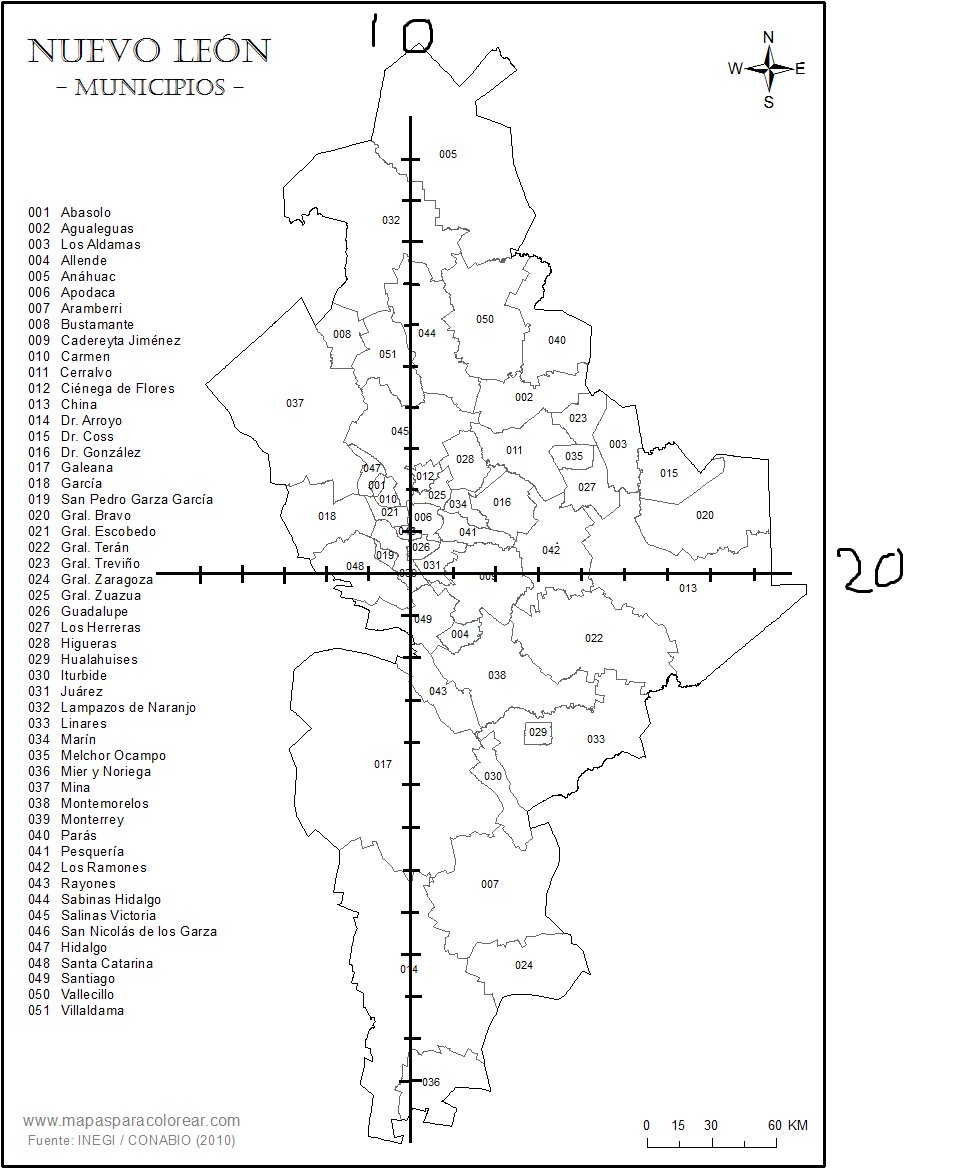 10
NUEVO LEÓN
- MUNICIPIOS -
N
W E
S
001 Abasolo
002 Agualeguas
003 Los Aldamas
004 Allende
005 Anáhuac
006 Apodaca
007 Aramberri
008 Bustamante
009 Cadereyta Jiménez
010 Carmen
011 Cerralvo
012 Ciénega de Flores
013 China
014 Dr. Arroyo
015 Dr. Coss
016 Dr. González
017 Galeana
018 García
019 San Pedro Garza García
020 Gral. Bravo
021 Gral. Escobedo
022 Gral. Terán
023 Gral. Treviño
024 Gral. Zaragoza
025 Gral. Zuazua
026 Guadalupe
027 Los Herreras
028 Higueras
029 Hualahuises
030 Iturbide
031 Juárez
032 Lampazos de Naranjo
033 Linares
034 Marín
035 Melchor Ocampo
036 Mier y Noriega
037 Mina
038 Montemorelos
039 Monterrey
040 Parás
041 Pesquería
042 Los Ramones
043 Rayones
044 Sabinas Hidalgo
045 Salinas Victoria
046 San Nicolás de los Garza
047 Hidalgo
048 Santa Catarina
049 Santiago
050 Vallecillo
051 Villaldama
005
032
050
044
008
040
051
002
037
023
045
003
011
035
028
047
015
012
001
027
025
010
016
034
021
020
018
006
041
026
042
019
031
048
009
013
049
004
022
038
043
029
033
017
030
007
024
014
036
20
www.mapasparacolorear.com
Fuente: INEGI / CONABIO (2010)
0 15 30 60 KM